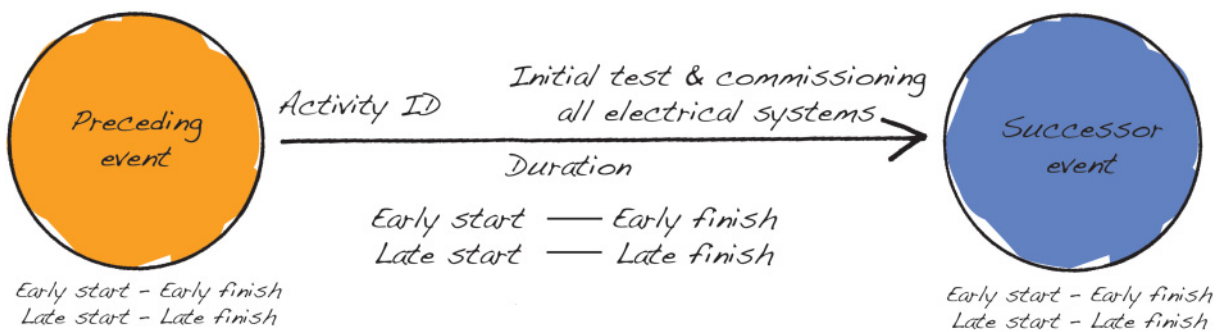 Preceding
event
Activity ID
Initial test & commissioning
all electrical systems
Duration
Early start — Early finish
Late start — Late finish
Successor
event
Early start - Early finish
Late start - Late finish
Early start - Early finish
Late start - Late finish